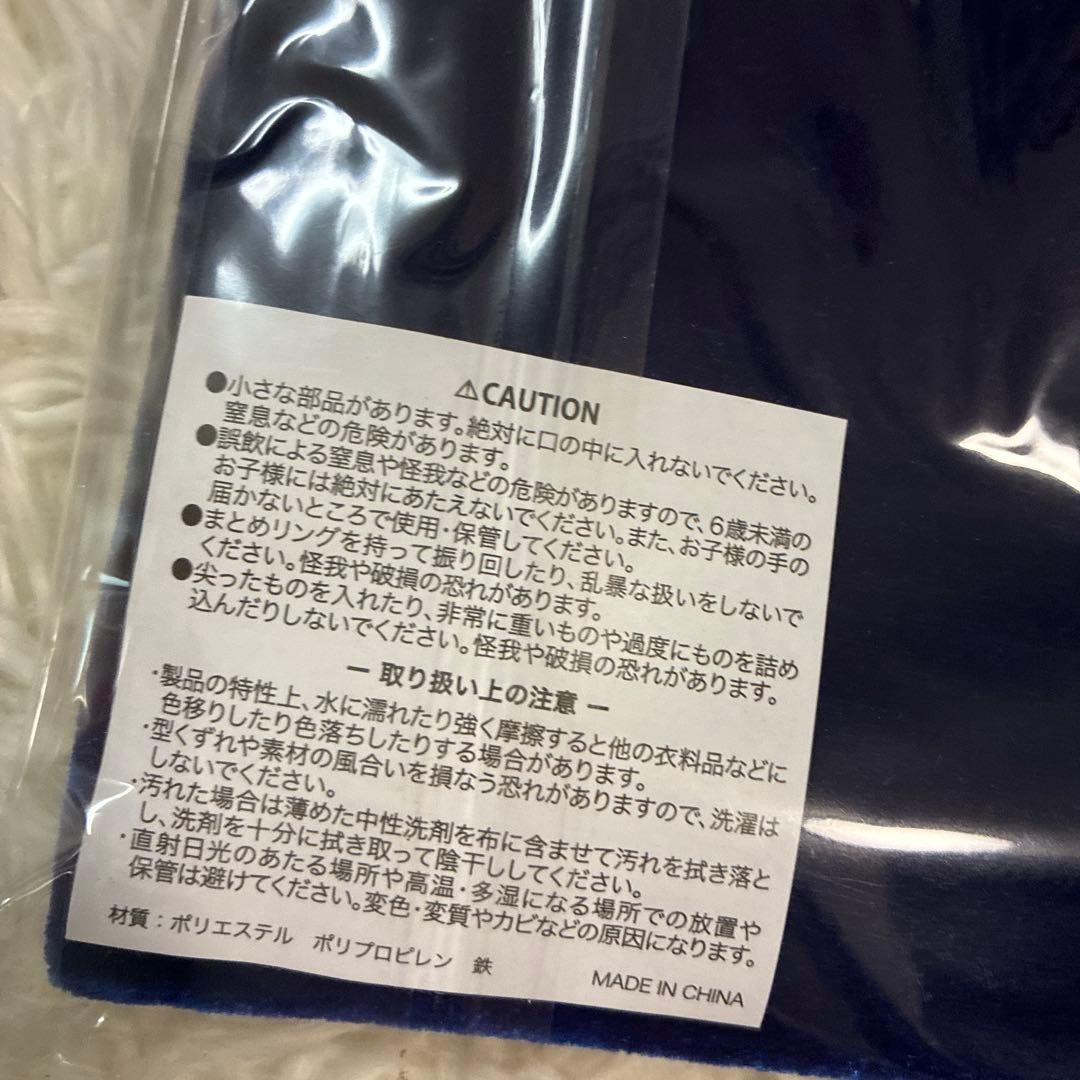 ⚠CAUTION
●小さな部品があります。絶対に口の中に入れないでください。
窒息などの危険があります。
●誤飲による窒息や怪我などの危険がありますので、6歳未満の
お子様には絶対にあたえないでください。また、お子様の手の
届かないところで使用・保管してください。
●まとめリングを持って振り回したり、乱暴な扱いをしないで
ください。怪我や破損の恐れがあります。
●尖ったものを入れたり、非常に重いものや過度にものを詰め
込んだりしないでください。怪我や破損の恐れがあります。
ー 取り扱い上の注意 ー
・製品の特性上、水に濡れたり強く摩擦すると他の衣料品などに
色移りしたり色落ちしたりする場合があります。
・型くずれや素材の風合いを損なう恐れがありますので、洗濯は
しないでください。
・汚れた場合は薄めた中性洗剤を布に含ませて汚れを拭き落と
し、洗剤を十分に拭き取って陰干ししてください。
・直射日光のあたる場所や高温・多湿になる場所での放置や
保管は避けてください。変色・変質やカビなどの原因になります。
材質：ポリエステル　ポリプロピレン　鉄
MADE IN CHINA